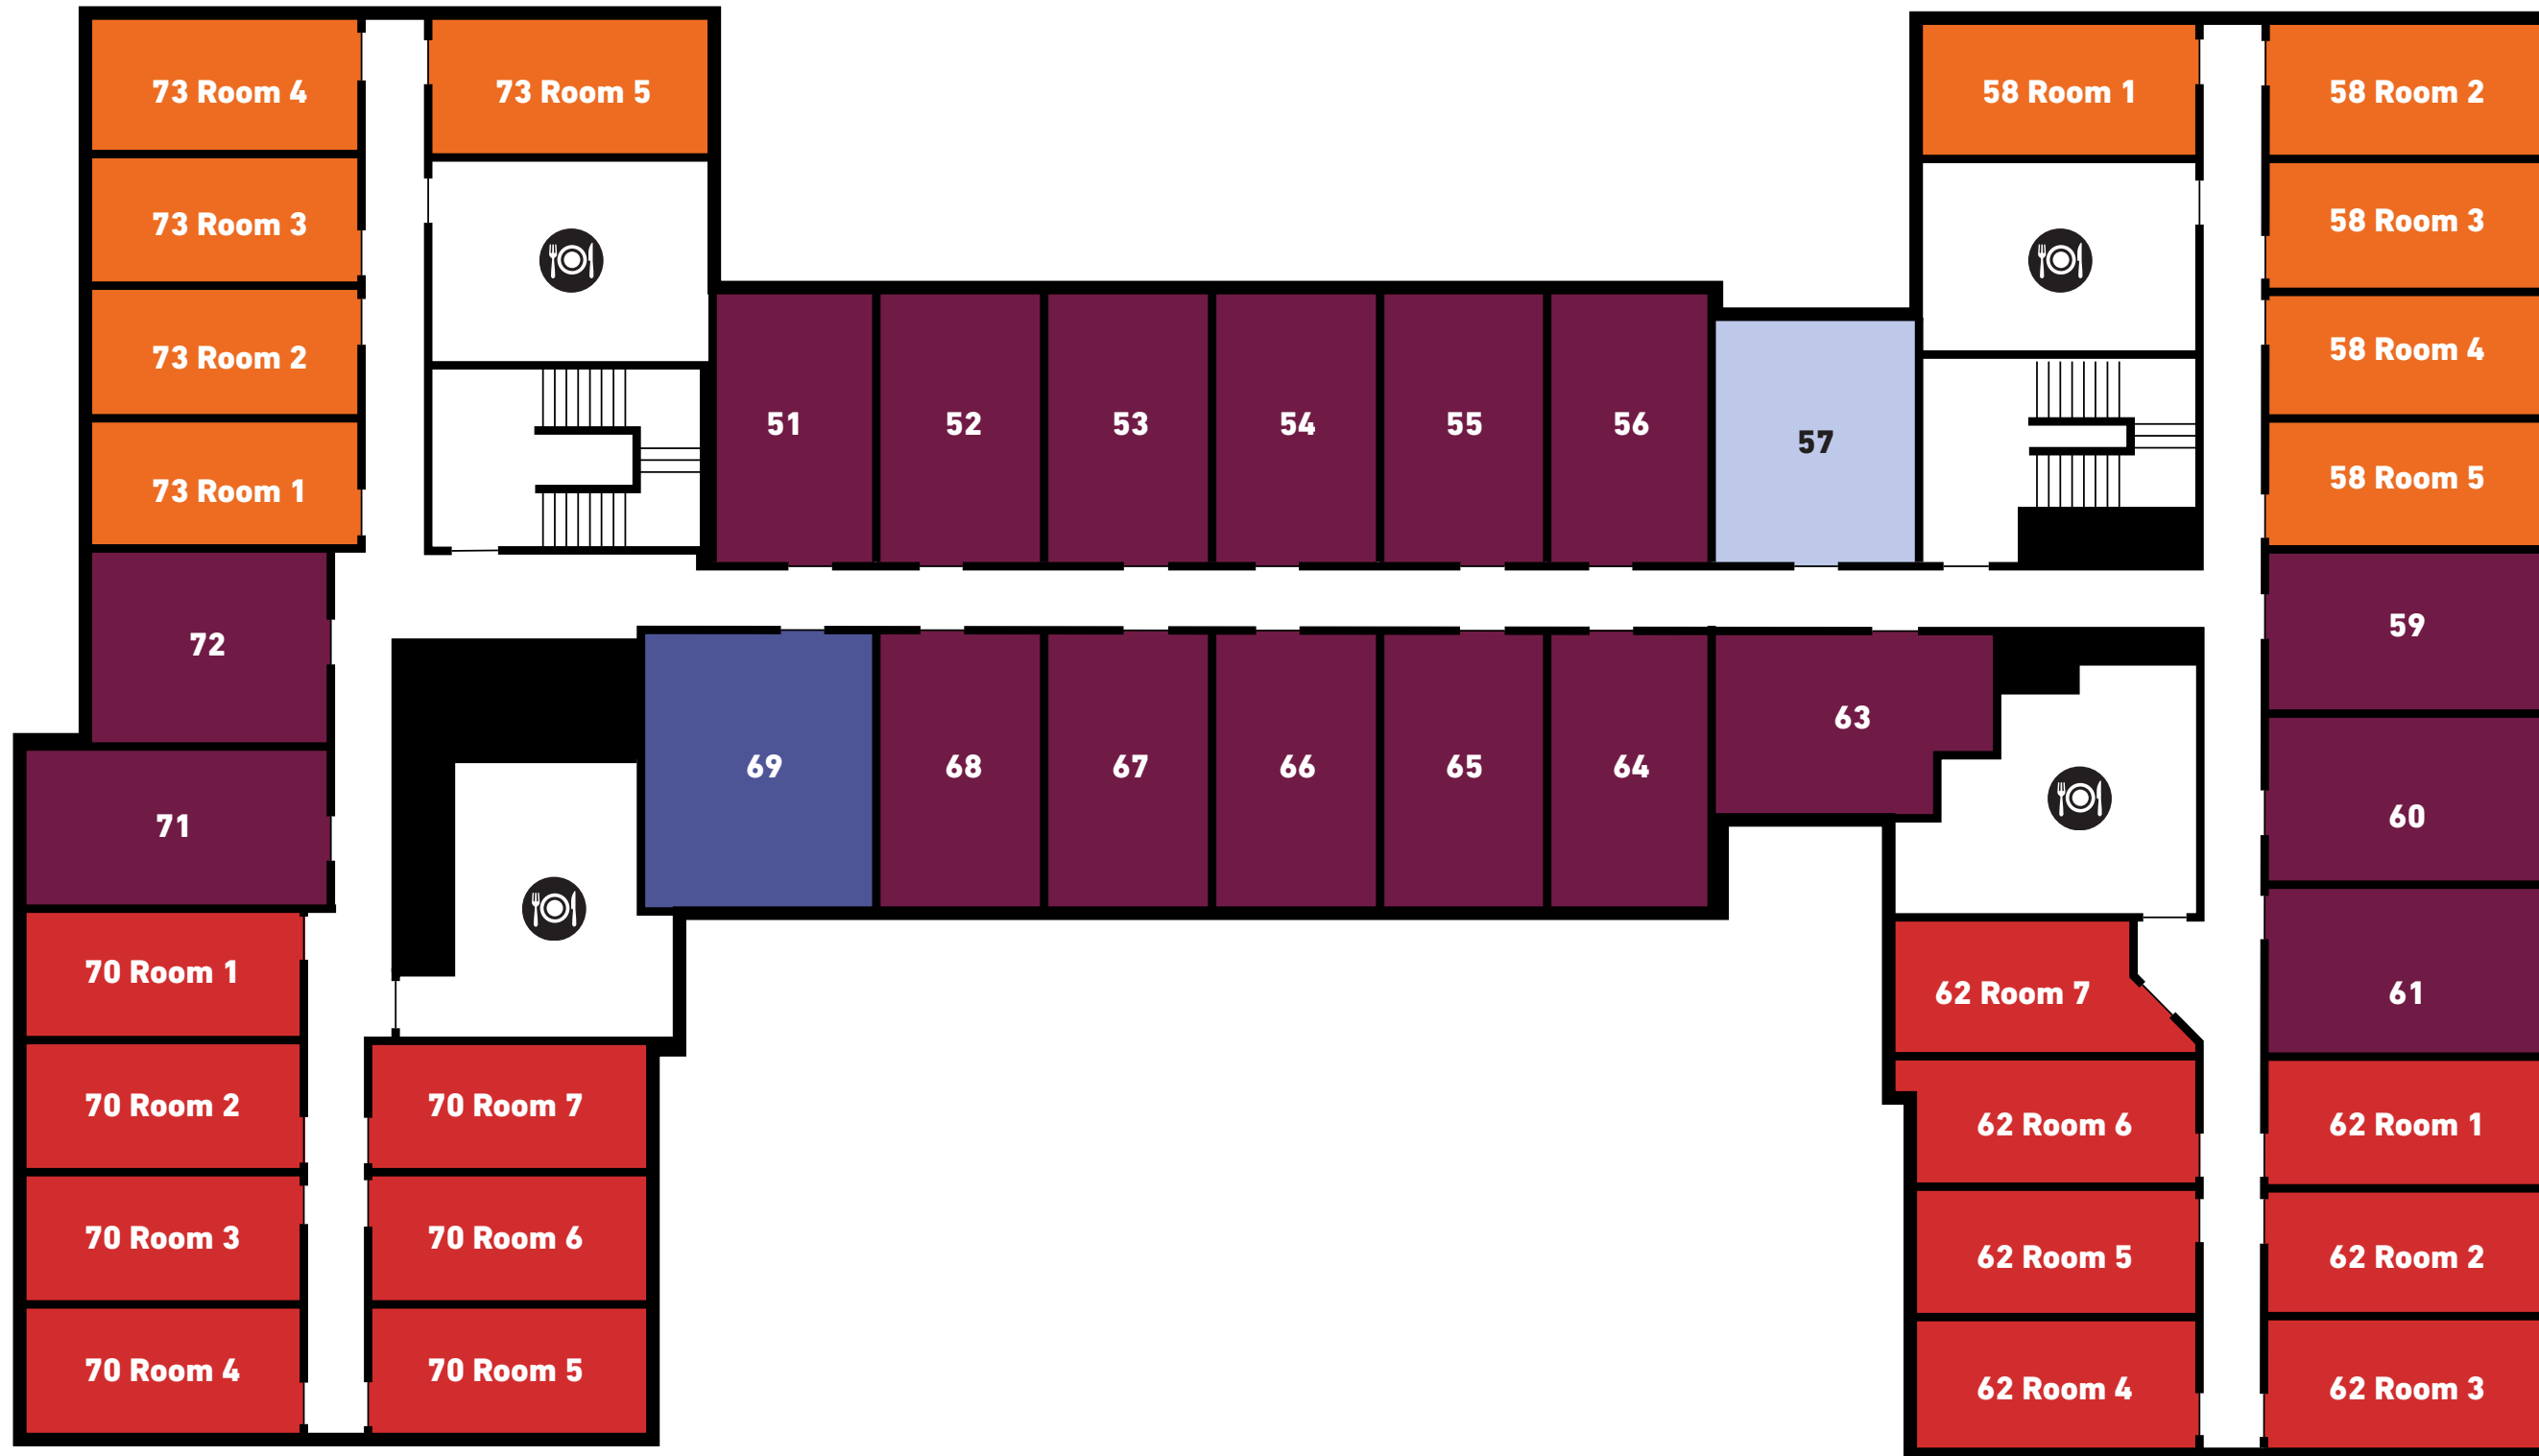 73 Room 4
73 Room 5
58 Room 1
58 Room 2
73 Room 3
58 Room 3
73 Room 2
58 Room 4
51
52
53
54
55
56
57
73 Room 1
58 Room 5
72
59
69
68
67
66
65
64
63
71
60
70 Room 1
62 Room 7
61
70 Room 2
70 Room 7
62 Room 6
62 Room 1
70 Room 3
70 Room 6
62 Room 5
62 Room 2
70 Room 4
70 Room 5
62 Room 4
62 Room 3